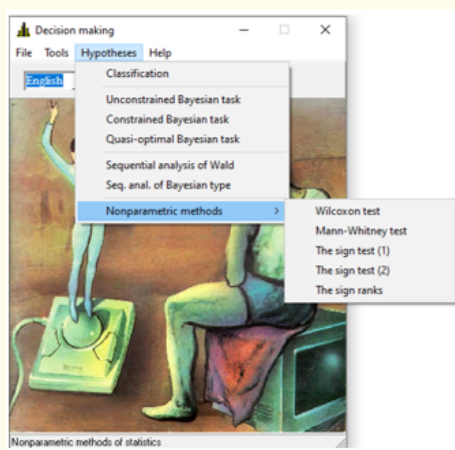 Decision making
File Tools Hypotheses Help
English
Classification
Unconstrained Bayesian task
Constrained Bayesian task
Quasi-optimal Bayesian task
Sequential analysis of Wald
Seq. anal. of Bayesian type
Nonparametric methods
Wilcoxon test
Mann-Whitney test
The sign test (1)
The sign test (2)
The sign ranks
Nonparametric methods of statistics